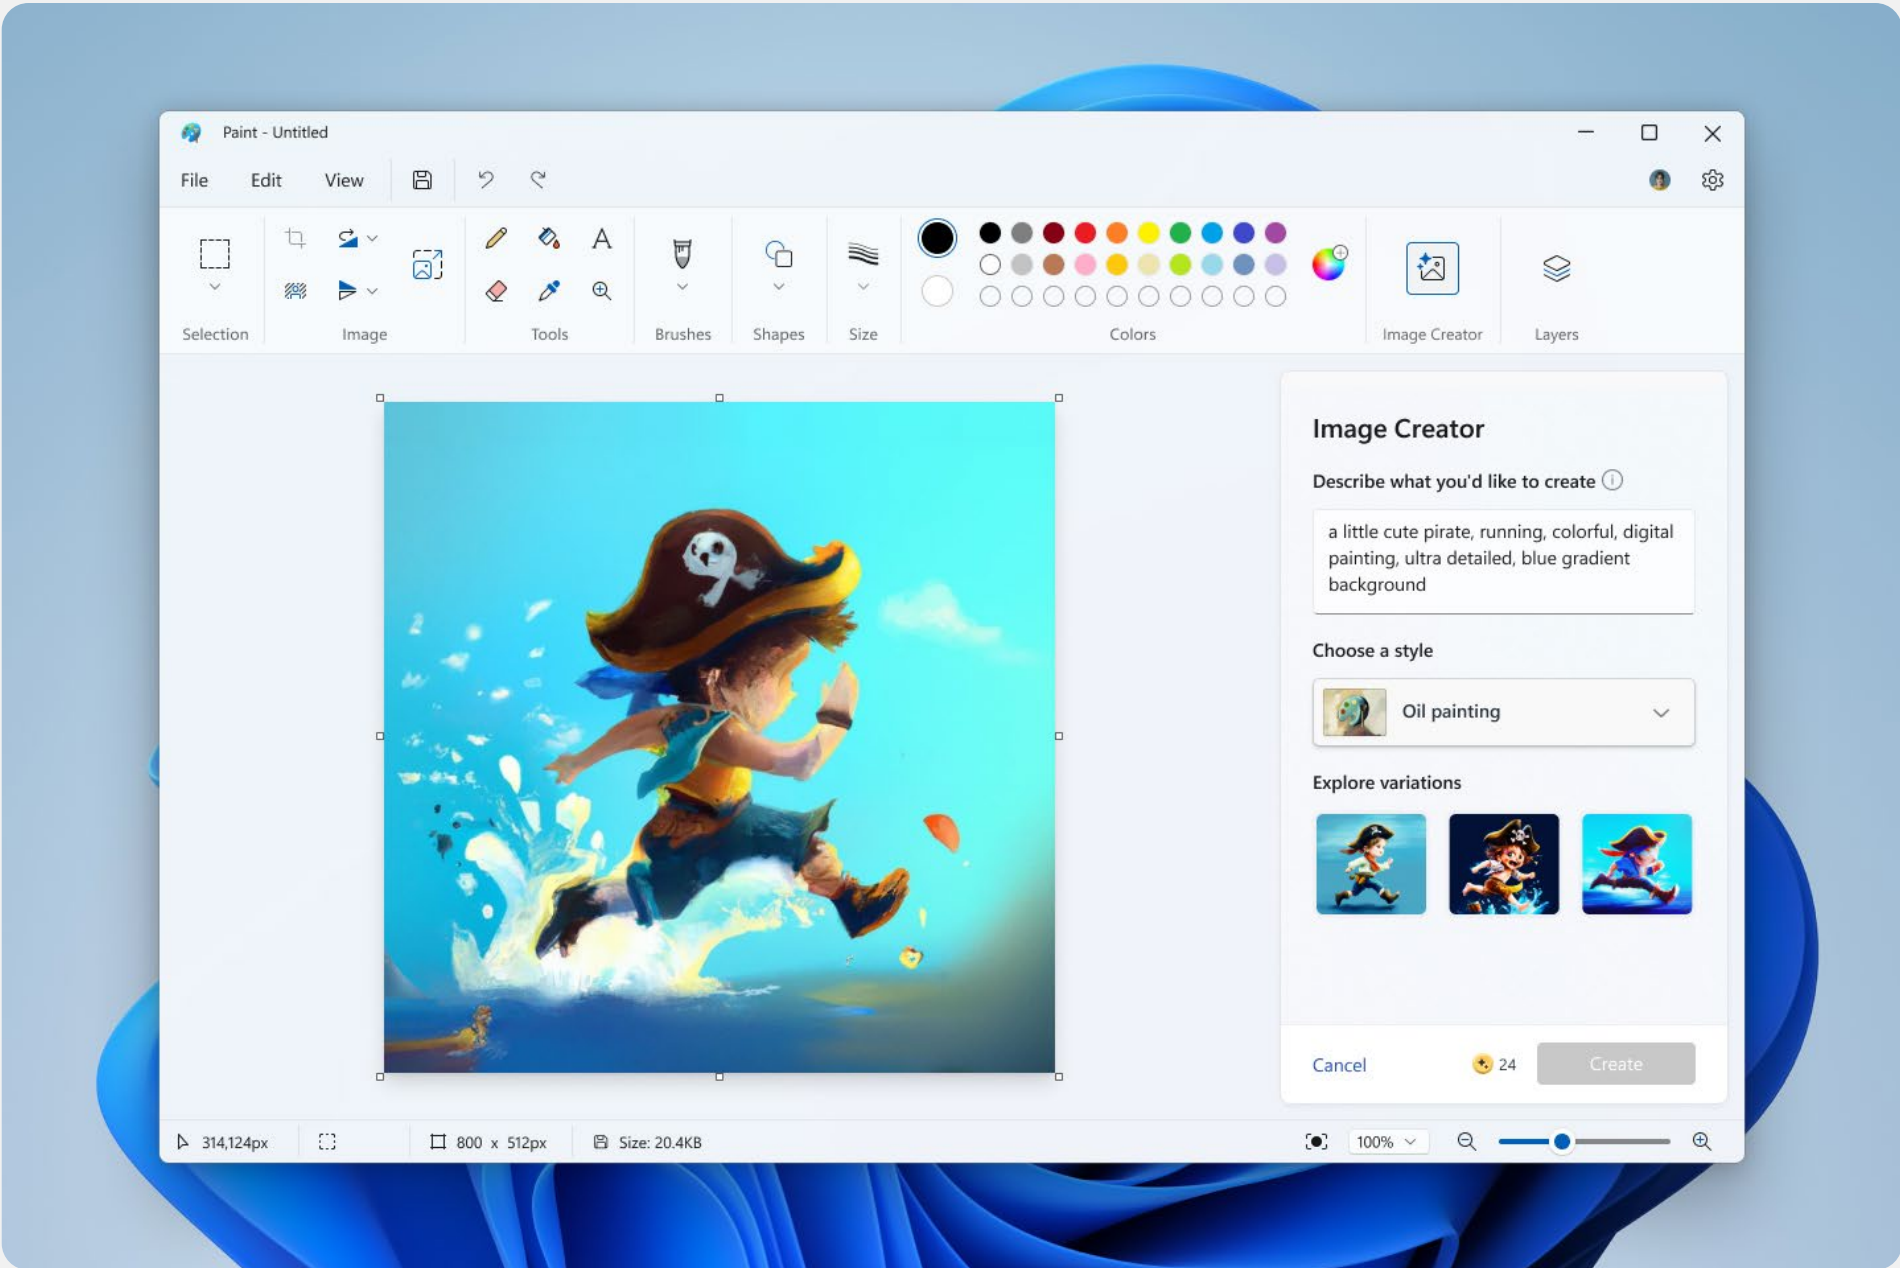 Paint - Untitled
File Edit View
Selection Image Tools Brushes Shapes Size Colors Image Creator Layers
Image Creator
Describe what you'd like to create
a little cute pirate, running, colorful, digital
painting, ultra detailed, blue gradient
background
Choose a style
Oil painting
Explore variations
Cancel 24 Create
314,124px 800 x 512px Size: 20.4KB 100%